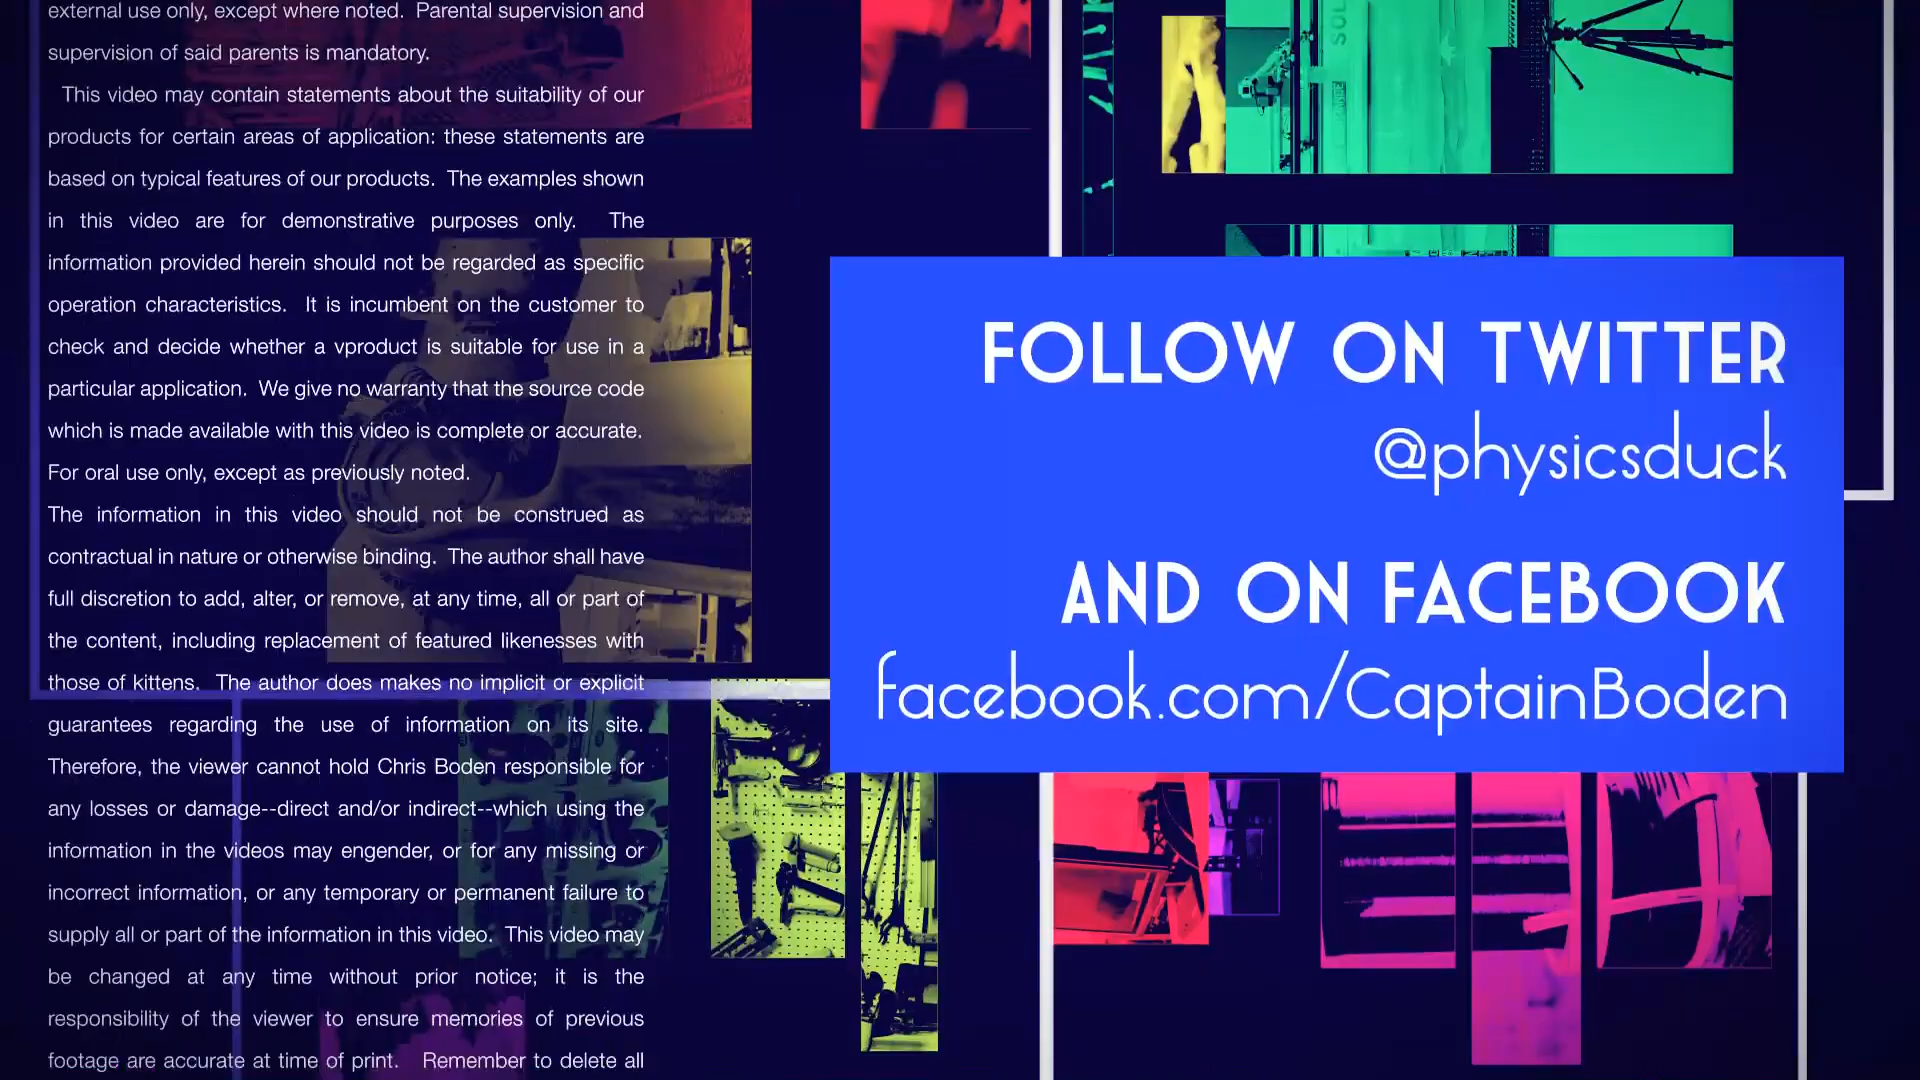 external use only, except where noted. Parental supervision and
supervision of said parents is mandatory.
This video may contain statements about the suitability of our
products for certain areas of application: these statements are
based on typical features of our products. The examples shown
in this video are for demonstrative purposes only. The
information provided herein should not be regarded as specific
operation characteristics. It is incumbent on the customer to
check and decide whether a vproduct is suitable for use in a
particular application. We give no warranty that the source code
which is made available with this video is complete or accurate.
For oral use only, except as previously noted.
The information in this video should not be construed as
contractual in nature or otherwise binding. The author shall have
full discretion to add, alter, or remove, at any time, all or part of
the content, including replacement of featured likenesses with
those of kittens. The author does makes no implicit or explicit
guarantees regarding the use of information on its site.
Therefore, the viewer cannot hold Chris Boden responsible for
any losses or damage--direct and/or indirect--which using the
information in the videos may engender, or for any missing or
incorrect information, or any temporary or permanent failure to
supply all or part of the information in this video. This video may
be changed at any time without prior notice; it is the
responsibility of the viewer to ensure memories of previous
footage are accurate at time of print. Remember to delete all
FOLLOW ON TWITTER
@physicsduck
AND ON FACEBOOK
facebook.com/CaptainBoden